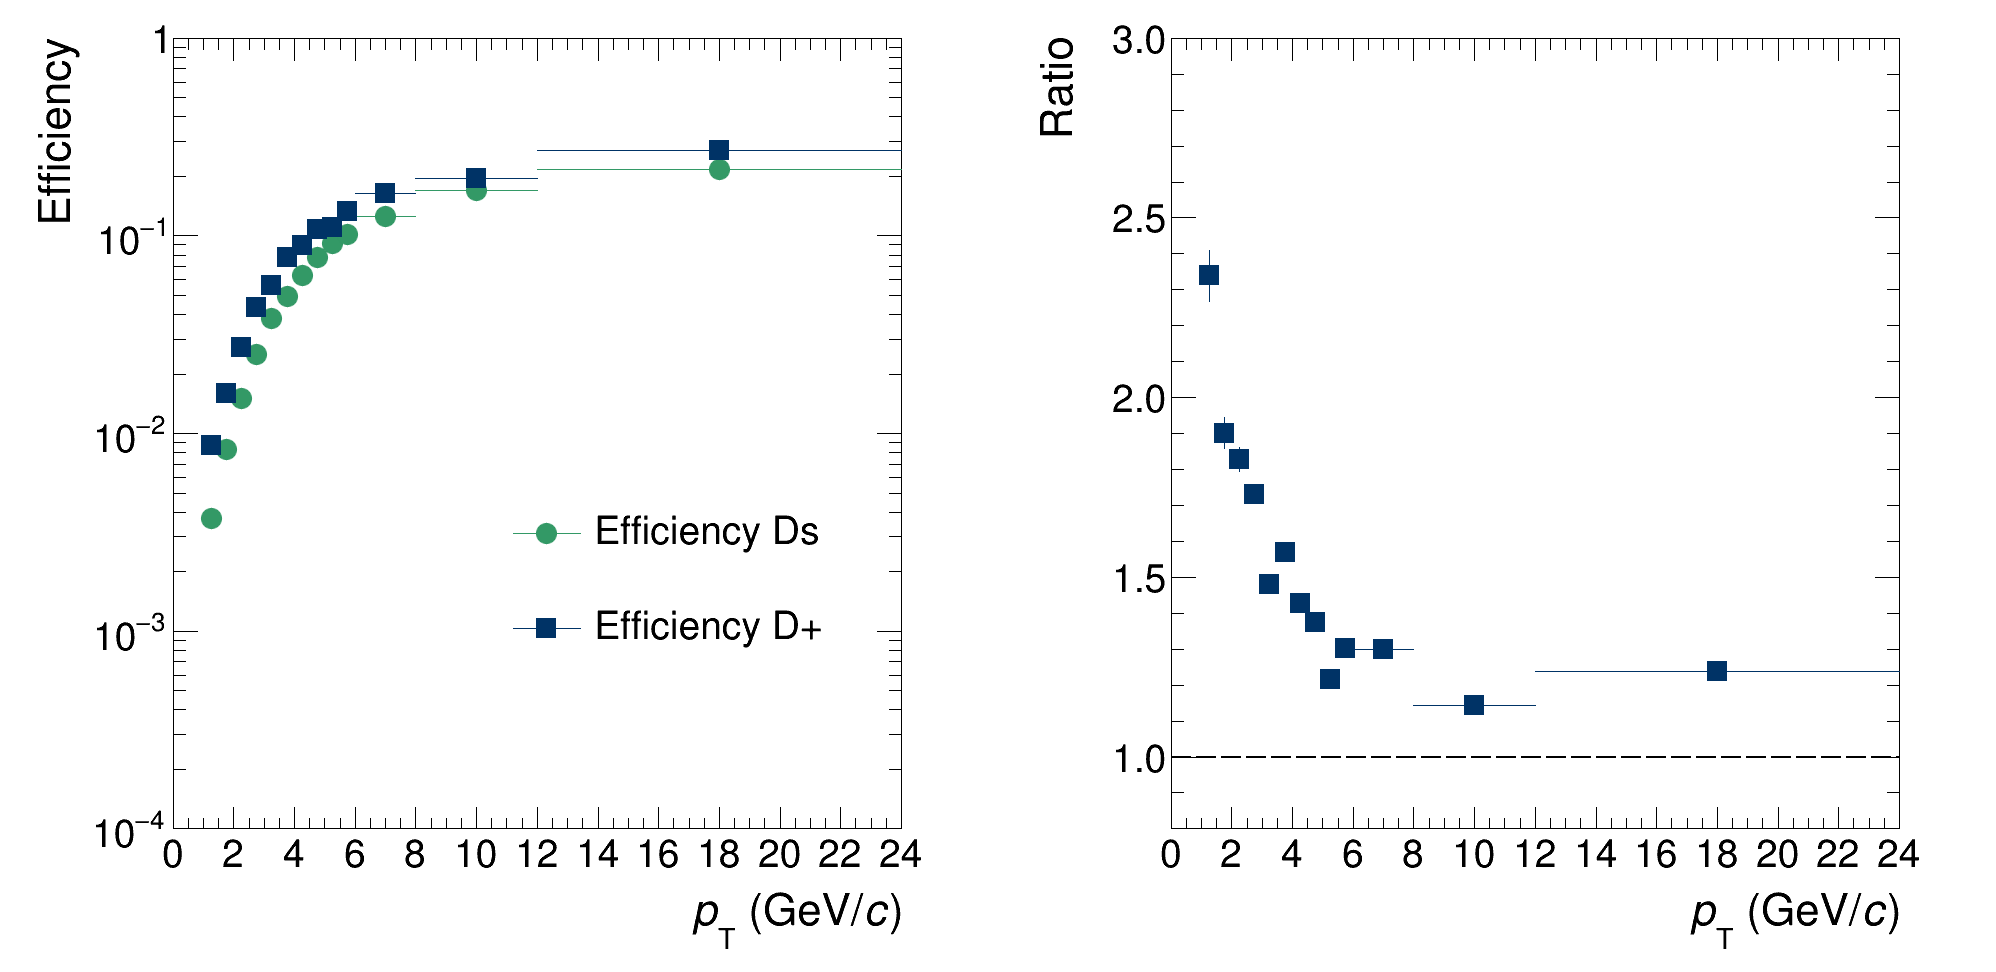 Efficiency
1
10−1
10−2
10−3
10−4
Efficiency Ds
Efficiency D+
0 2 4 6 8 10 12 14 16 18 20 22 24
pT (GeV/c)
Ratio
3.0
2.5
2.0
1.5
1.0
0 2 4 6 8 10 12 14 16 18 20 22 24
pT (GeV/c)